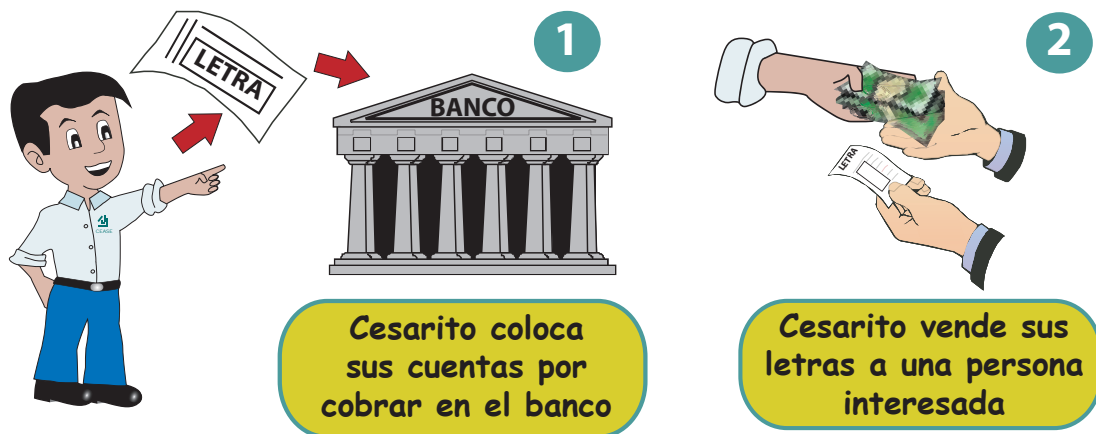 LETRA
1
BANCO
CEASE
Cesarito coloca
sus cuentas por
cobrar en el banco
2
LETRA
Cesarito vende sus
letras a una persona
interesada